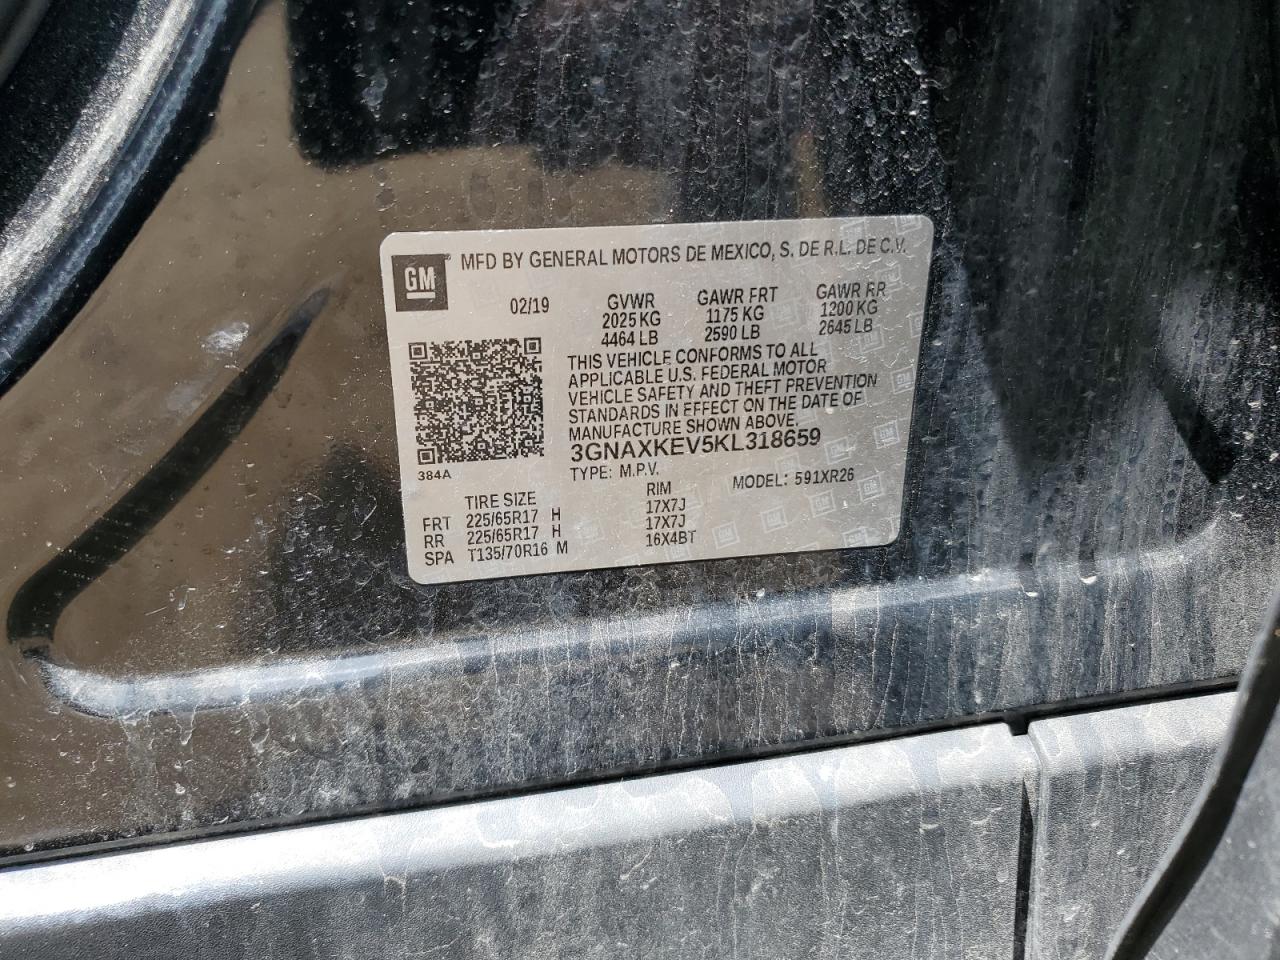 GM
MFD BY GENERAL MOTORS DE MEXICO, S. DE R.L. DE C.V.
02/19 GVWR GAWR FRT GAWR RR
2025 KG 1175 KG 1200 KG
4464 LB 2590 LB 2645 LB
THIS VEHICLE CONFORMS TO ALL
APPLICABLE U.S. FEDERAL MOTOR
VEHICLE SAFETY AND THEFT PREVENTION
STANDARDS IN EFFECT ON THE DATE OF
MANUFACTURE SHOWN ABOVE.
3GNAXKEV5KL318659
384A TYPE: M.P.V. MODEL: 591XR26
TIRE SIZE RIM
FRT 225/65R17 H 17X7J
RR 225/65R17 H 17X7J
SPA T135/70R16 M 16X4BT